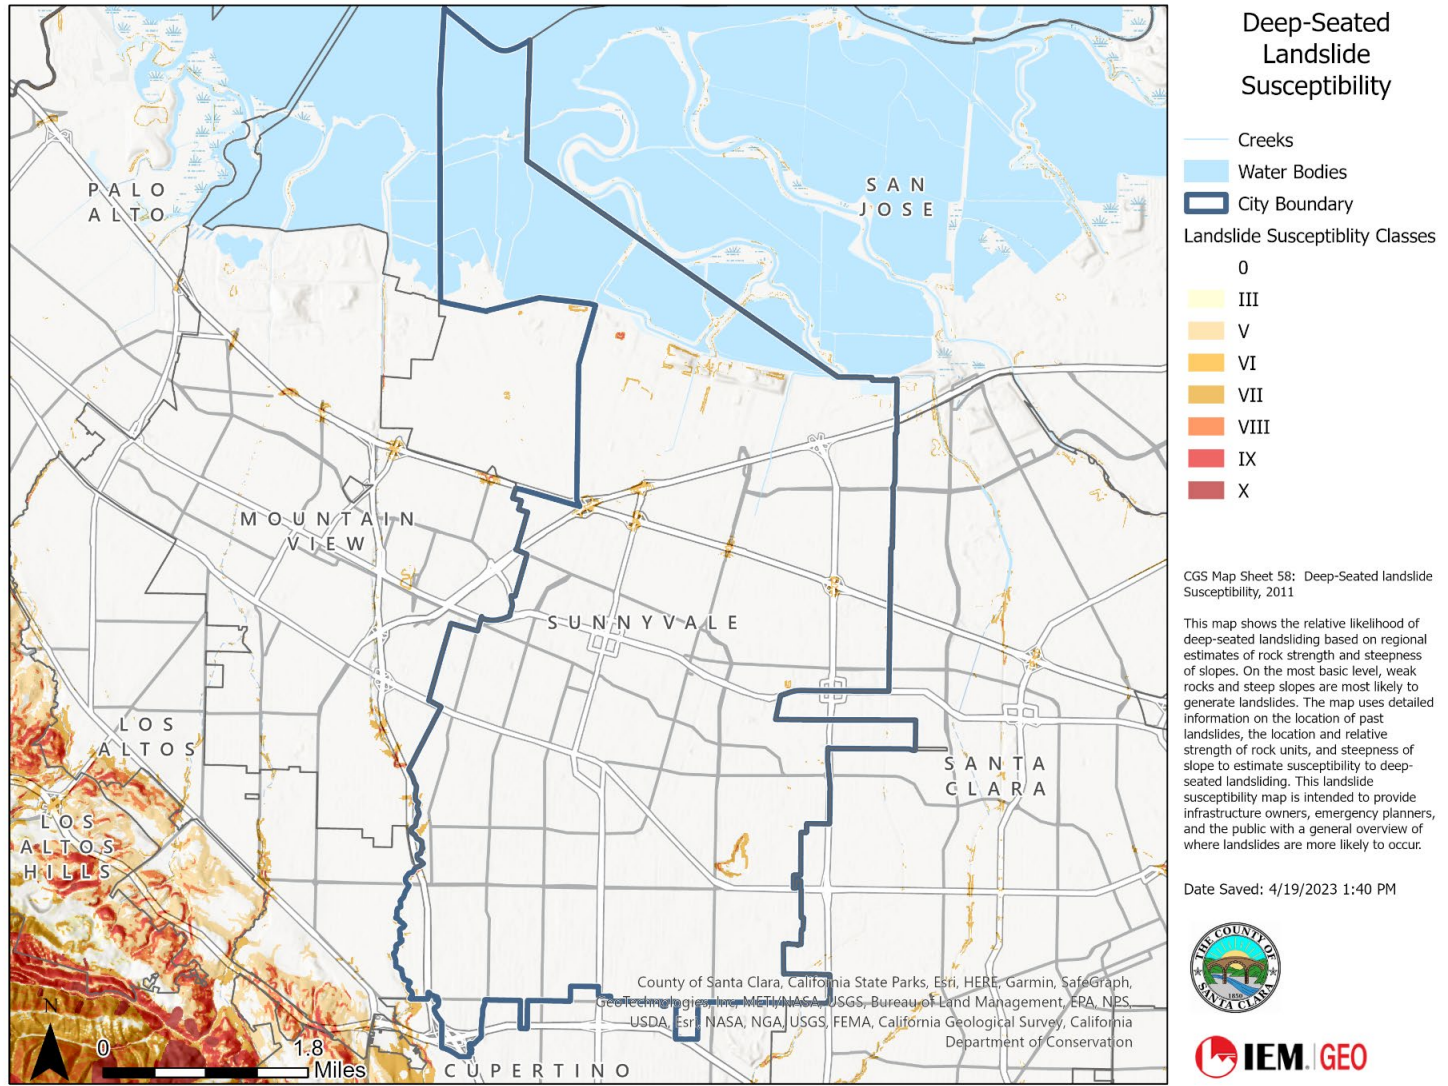 Deep-Seated
Landslide
Susceptibility
Creeks
Water Bodies
City Boundary
Landslide Susceptiblity Classes
0
III
V
VI
VII
VIII
IX
X
CGS Map Sheet 58: Deep-Seated landslide
Susceptibility, 2011
This map shows the relative likelihood of
deep-seated landsliding based on regional
estimates of rock strength and steepness
of slopes. On the most basic level, weak
rocks and steep slopes are most likely to
generate landslides. The map uses detailed
information on the location of past
landslides, the location and relative
strength of rock units, and steepness of
slope to estimate susceptibility to deep-
seated landsliding. This landslide
susceptibility map is intended to provide
infrastructure owners, emergency planners,
and the public with a general overview of
where landslides are more likely to occur.
Date Saved: 4/19/2023 1:40 PM
THE COUNTY OF
SANTA CLARA
1850
IEM GEO
PALO
ALTO
SAN
JOSE
MOUNTAIN
VIEW
SUNNYVALE
LOS
ALTOS
SANTA
CLARA
LOS
ALTOS
HILLS
CUPERTINO
County of Santa Clara, California State Parks, Esri, HERE, Garmin, SafeGraph,
GeoTechnologies, Inc, METI/NASA, USGS, Bureau of Land Management, EPA, NPS,
USDA, Esri, NASA, NGA, USGS, FEMA, California Geological Survey, California
Department of Conservation
N
0 1.8
Miles